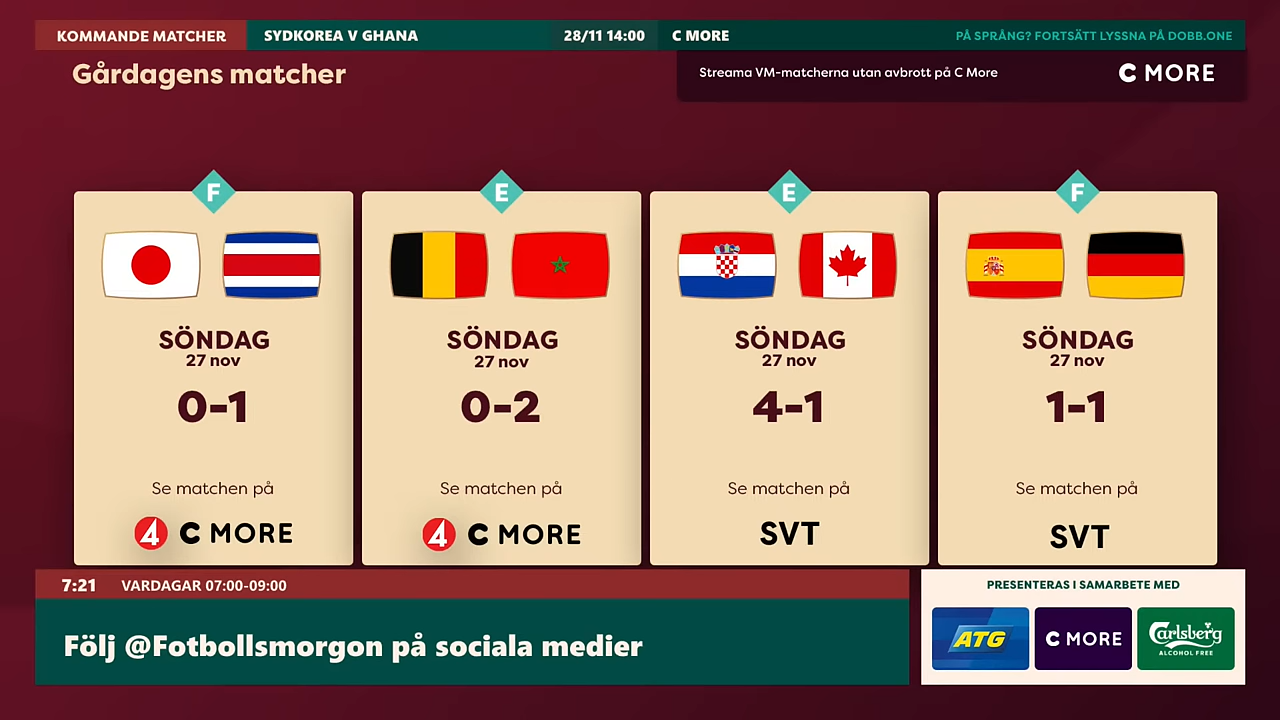 KOMMANDE MATCHER SYDKOREA V GHANA 28/11 14:00 C MORE PÅ SPRÅNG? FORTSÄTT LYSSNA PÅ DOBB.ONE
Gårdagens matcher
Streama VM-matcherna utan avbrott på C More C MORE
F
SÖNDAG
27 nov
0-1
Se matchen på
4 C MORE
E
SÖNDAG
27 nov
0-2
Se matchen på
4 C MORE
E
SÖNDAG
27 nov
4-1
Se matchen på
SVT
F
SÖNDAG
27 nov
1-1
Se matchen på
SVT
7:21 VARDAGAR 07:00-09:00
Följ @Fotbollsmorgon på sociala medier
PRESENTERAS I SAMARBETE MED
ATG C MORE Carlsberg
ALCOHOL FREE